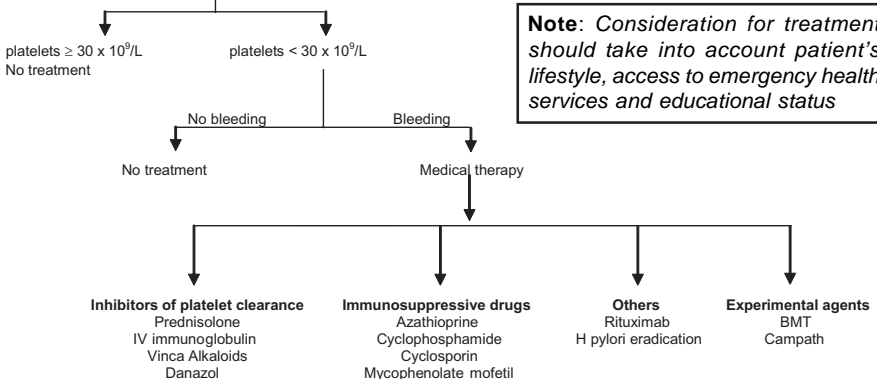 platelets ≥ 30 x 10⁹/L
No treatment
platelets < 30 x 10⁹/L
Note: Consideration for treatment
should take into account patient's
lifestyle, access to emergency health
services and educational status
No bleeding
Bleeding
No treatment
Medical therapy
Inhibitors of platelet clearance
Prednisolone
IV immunoglobulin
Vinca Alkaloids
Danazol
Immunosuppressive drugs
Azathioprine
Cyclophosphamide
Cyclosporin
Mycophenolate mofetil
Others
Rituximab
H pylori eradication
Experimental agents
BMT
Campath